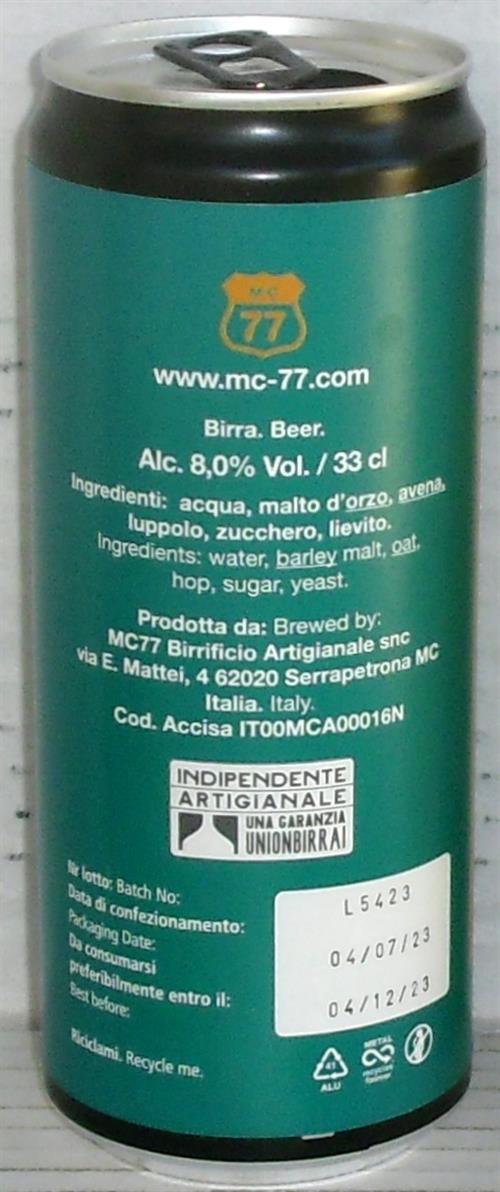 MC
77
www.mc-77.com
Birra. Beer.
Alc. 8,0% Vol. / 33 cl
Ingredienti: acqua, malto d'orzo, avena,
luppolo, zucchero, lievito.
Ingredients: water, barley malt, oat,
hop, sugar, yeast.
Prodotta da: Brewed by:
MC77 Birrificio Artigianale snc
via E. Mattei, 4 62020 Serrapetrona MC
Italia. Italy.
Cod. Accisa IT00MCA00016N
INDIPENDENTE
ARTIGIANALE
UNA GARANZIA
UNIONBIRRAI
Nr lotto: Batch No:
Data di confezionamento:
Packaging Date:
Da consumarsi
preferibilmente entro il:
Best before:
L5423
04/07/23
04/12/23
Riciclami. Recycle me.
41
ALU
METAL
recycles
forever